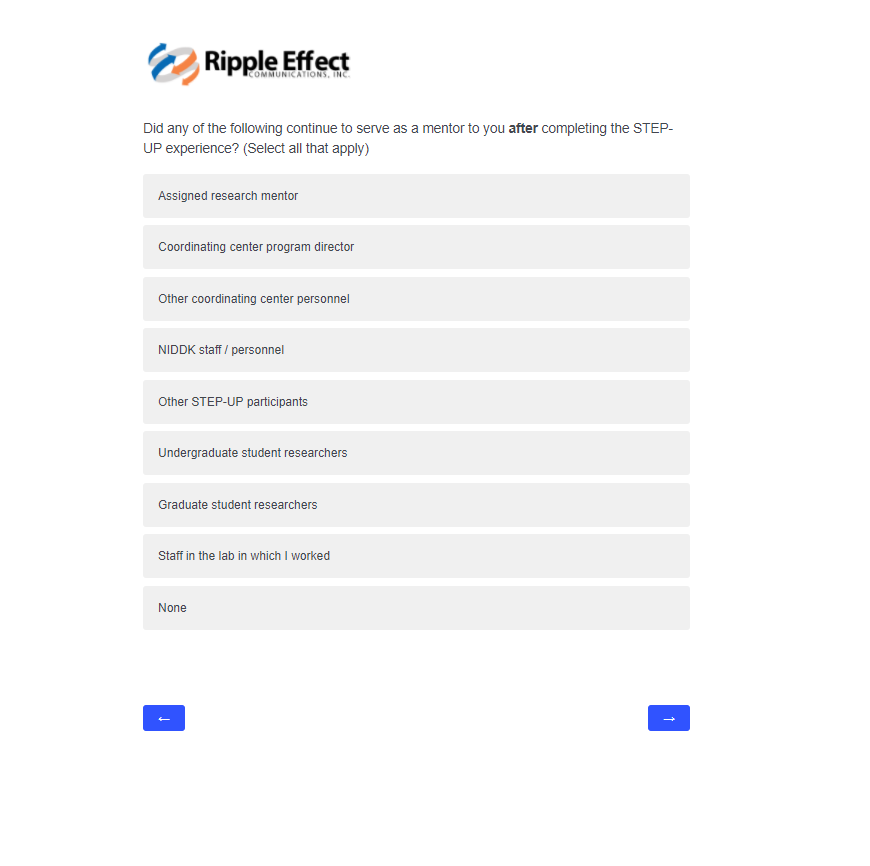 Ripple Effect
COMMUNICATIONS, INC.
Did any of the following continue to serve as a mentor to you after completing the STEP-
UP experience? (Select all that apply)
Assigned research mentor
Coordinating center program director
Other coordinating center personnel
NIDDK staff / personnel
Other STEP-UP participants
Undergraduate student researchers
Graduate student researchers
Staff in the lab in which I worked
None
← →